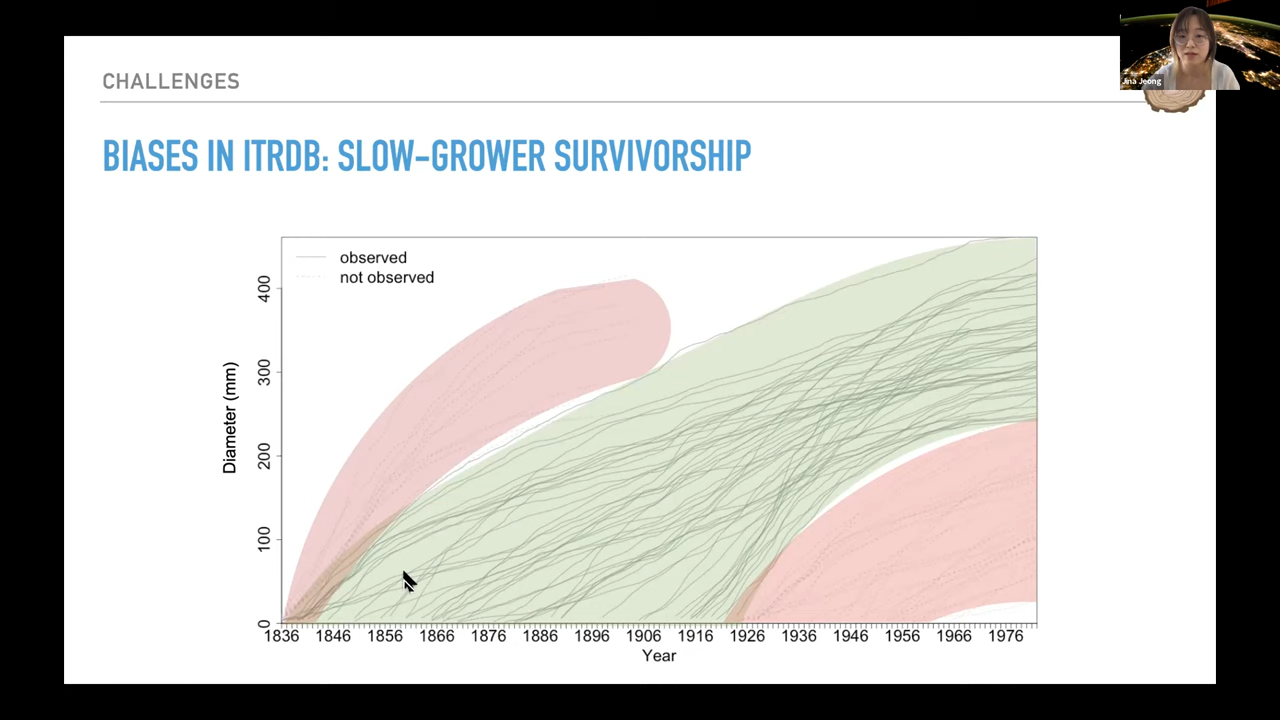 CHALLENGES
Jina Jeong
BIASES IN ITRDB: SLOW-GROWER SURVIVORSHIP
observed
not observed
Diameter (mm)
400
300
200
100
0
1836 1846 1856 1866 1876 1886 1896 1906 1916 1926 1936 1946 1956 1966 1976
Year